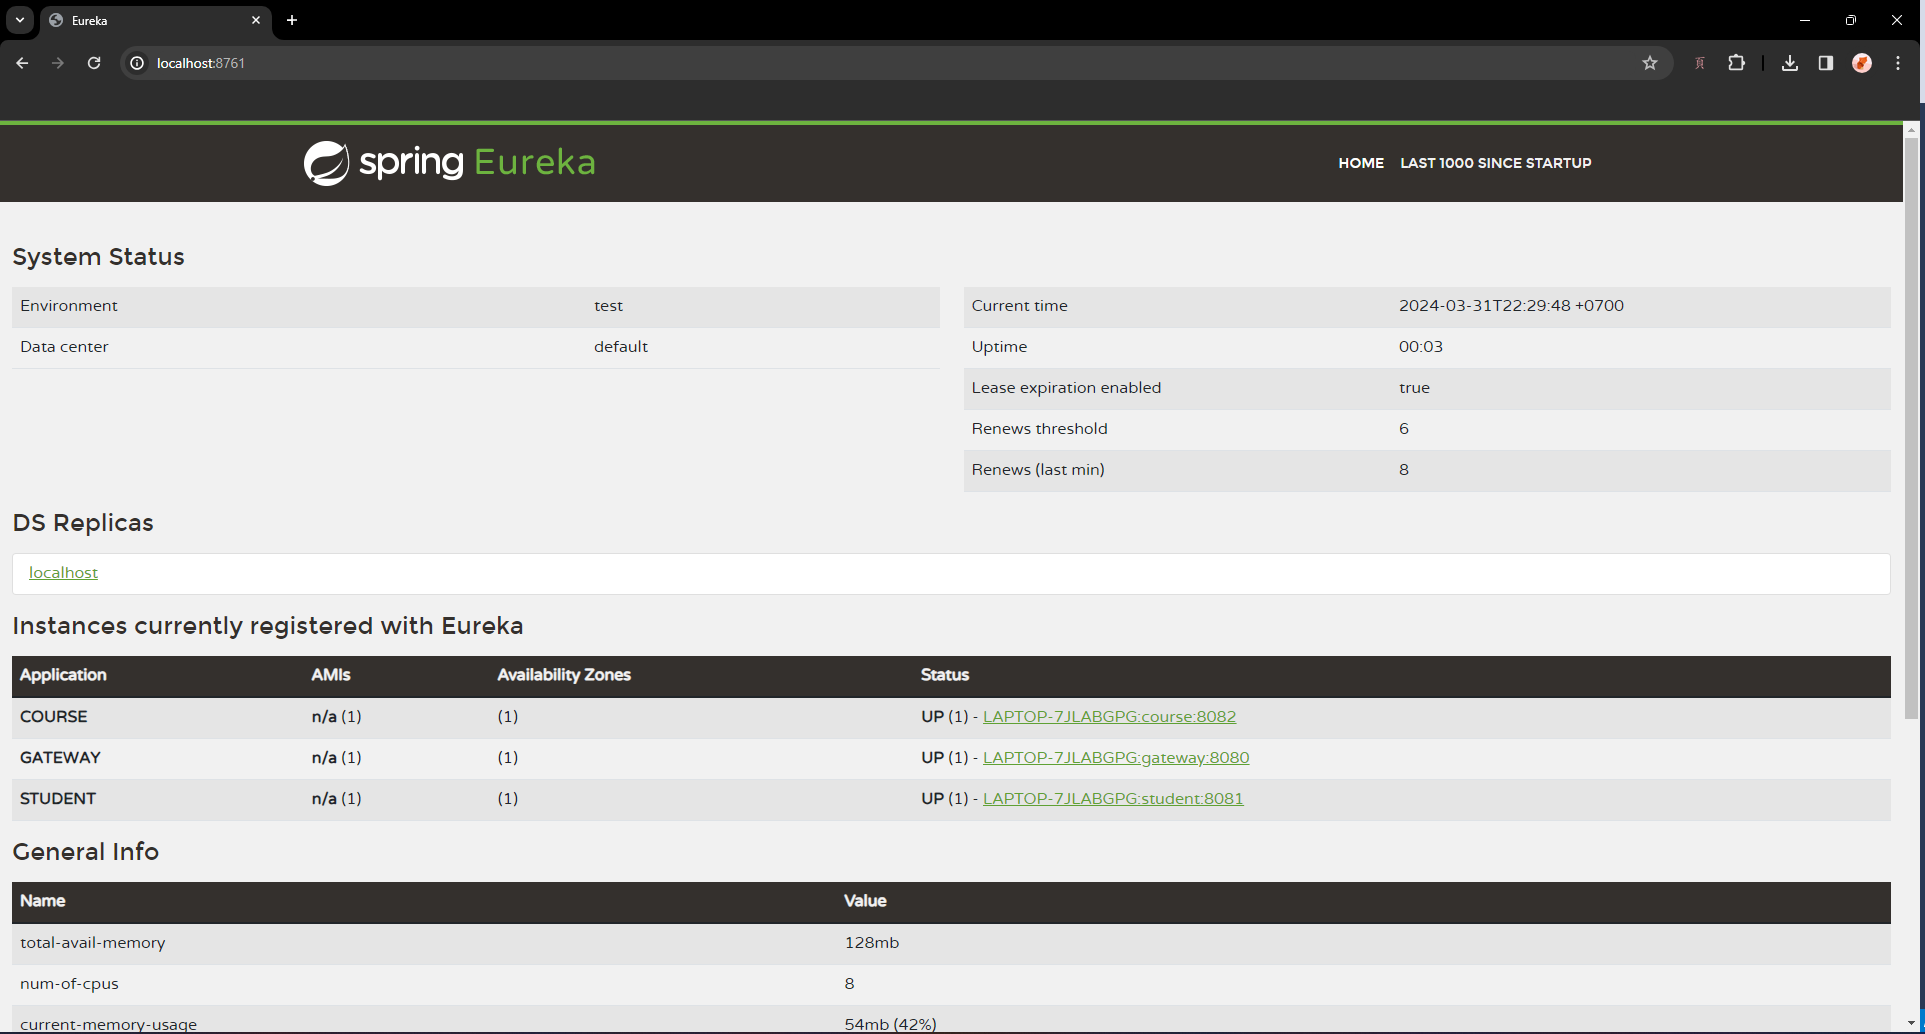 Eureka
localhost:8761
spring Eureka
HOME LAST 1000 SINCE STARTUP
System Status
Environment test
Data center default
Current time 2024-03-31T22:29:48 +0700
Uptime 00:03
Lease expiration enabled true
Renews threshold 6
Renews (last min) 8
DS Replicas
localhost
Instances currently registered with Eureka
Application AMIs Availability Zones Status
COURSE n/a (1) (1) UP (1) - LAPTOP-7JLABGPG:course:8082
GATEWAY n/a (1) (1) UP (1) - LAPTOP-7JLABGPG:gateway:8080
STUDENT n/a (1) (1) UP (1) - LAPTOP-7JLABGPG:student:8081
General Info
Name Value
total-avail-memory 128mb
num-of-cpus 8
current-memory-usage 54mb (42%)